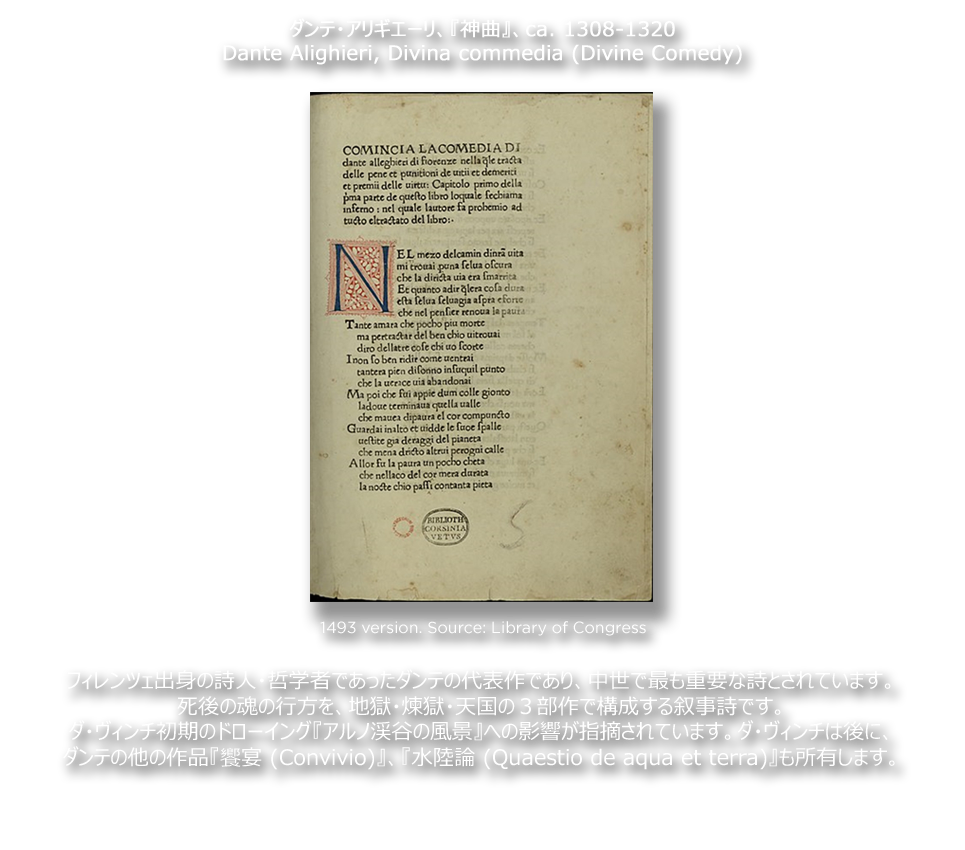 ダンテ・アリギエーリ、『神曲』、ca. 1308-1320
Dante Alighieri, Divina commedia (Divine Comedy)
COMINCIA LA COMEDIA DI
dante alleghieri di fiorenze nella q̄le tracta
delle pene et punitioni de uitii et demeriti
et premii delle uirtu: Capitolo primo della
p̄ma parte de queſto libro loquale ſechiama
inferno : nel quale lautore fa prohemio ad
tucto eltractato del libro:·
NEL mezo delcamin dinr̄a uita
mi trouai puna ſelua oſcura
che la diricta uia era ſmarrita
Et quanto adir q̄lera coſa dura
eſta ſelua ſeluagia aſpra eforte
che nel penſier renoua la paura
Tante amara che pocho piu morte
ma pertractar del ben chio uitrouai
diro dellatre coſe chi uo ſcorte
I non ſo ben ridir come uentrai
tantera pien diſonno inſuquil punto
che la uerace uia abandonai
Ma poi che fui appie dum colle gionto
ladoue terminaua quella ualle
che mauea dipaura el cor compuncto
Guardai inalto et uidde le ſuoe ſpalle
ueſtite gia deraggi del pianeta
che mena dricto altrui perogni calle
Allor fu la paura un pocho cheta
che nellaco del cor mera durata
la nocte chio paſſi contanta pieta
BIBLIOTH
CORSINIA
VETVS
1493 version. Source: Library of Congress
フィレンツェ出身の詩人・哲学者であったダンテの代表作であり、中世で最も重要な詩とされています。
死後の魂の行方を、地獄・煉獄・天国の3部作で構成する叙事詩です。
ダ・ヴィンチ初期のドローイング『アルノ渓谷の風景』への影響が指摘されています。ダ・ヴィンチは後に、
ダンテの他の作品『饗宴 (Convivio)』、『水陸論 (Quaestio de aqua et terra)』も所有します。